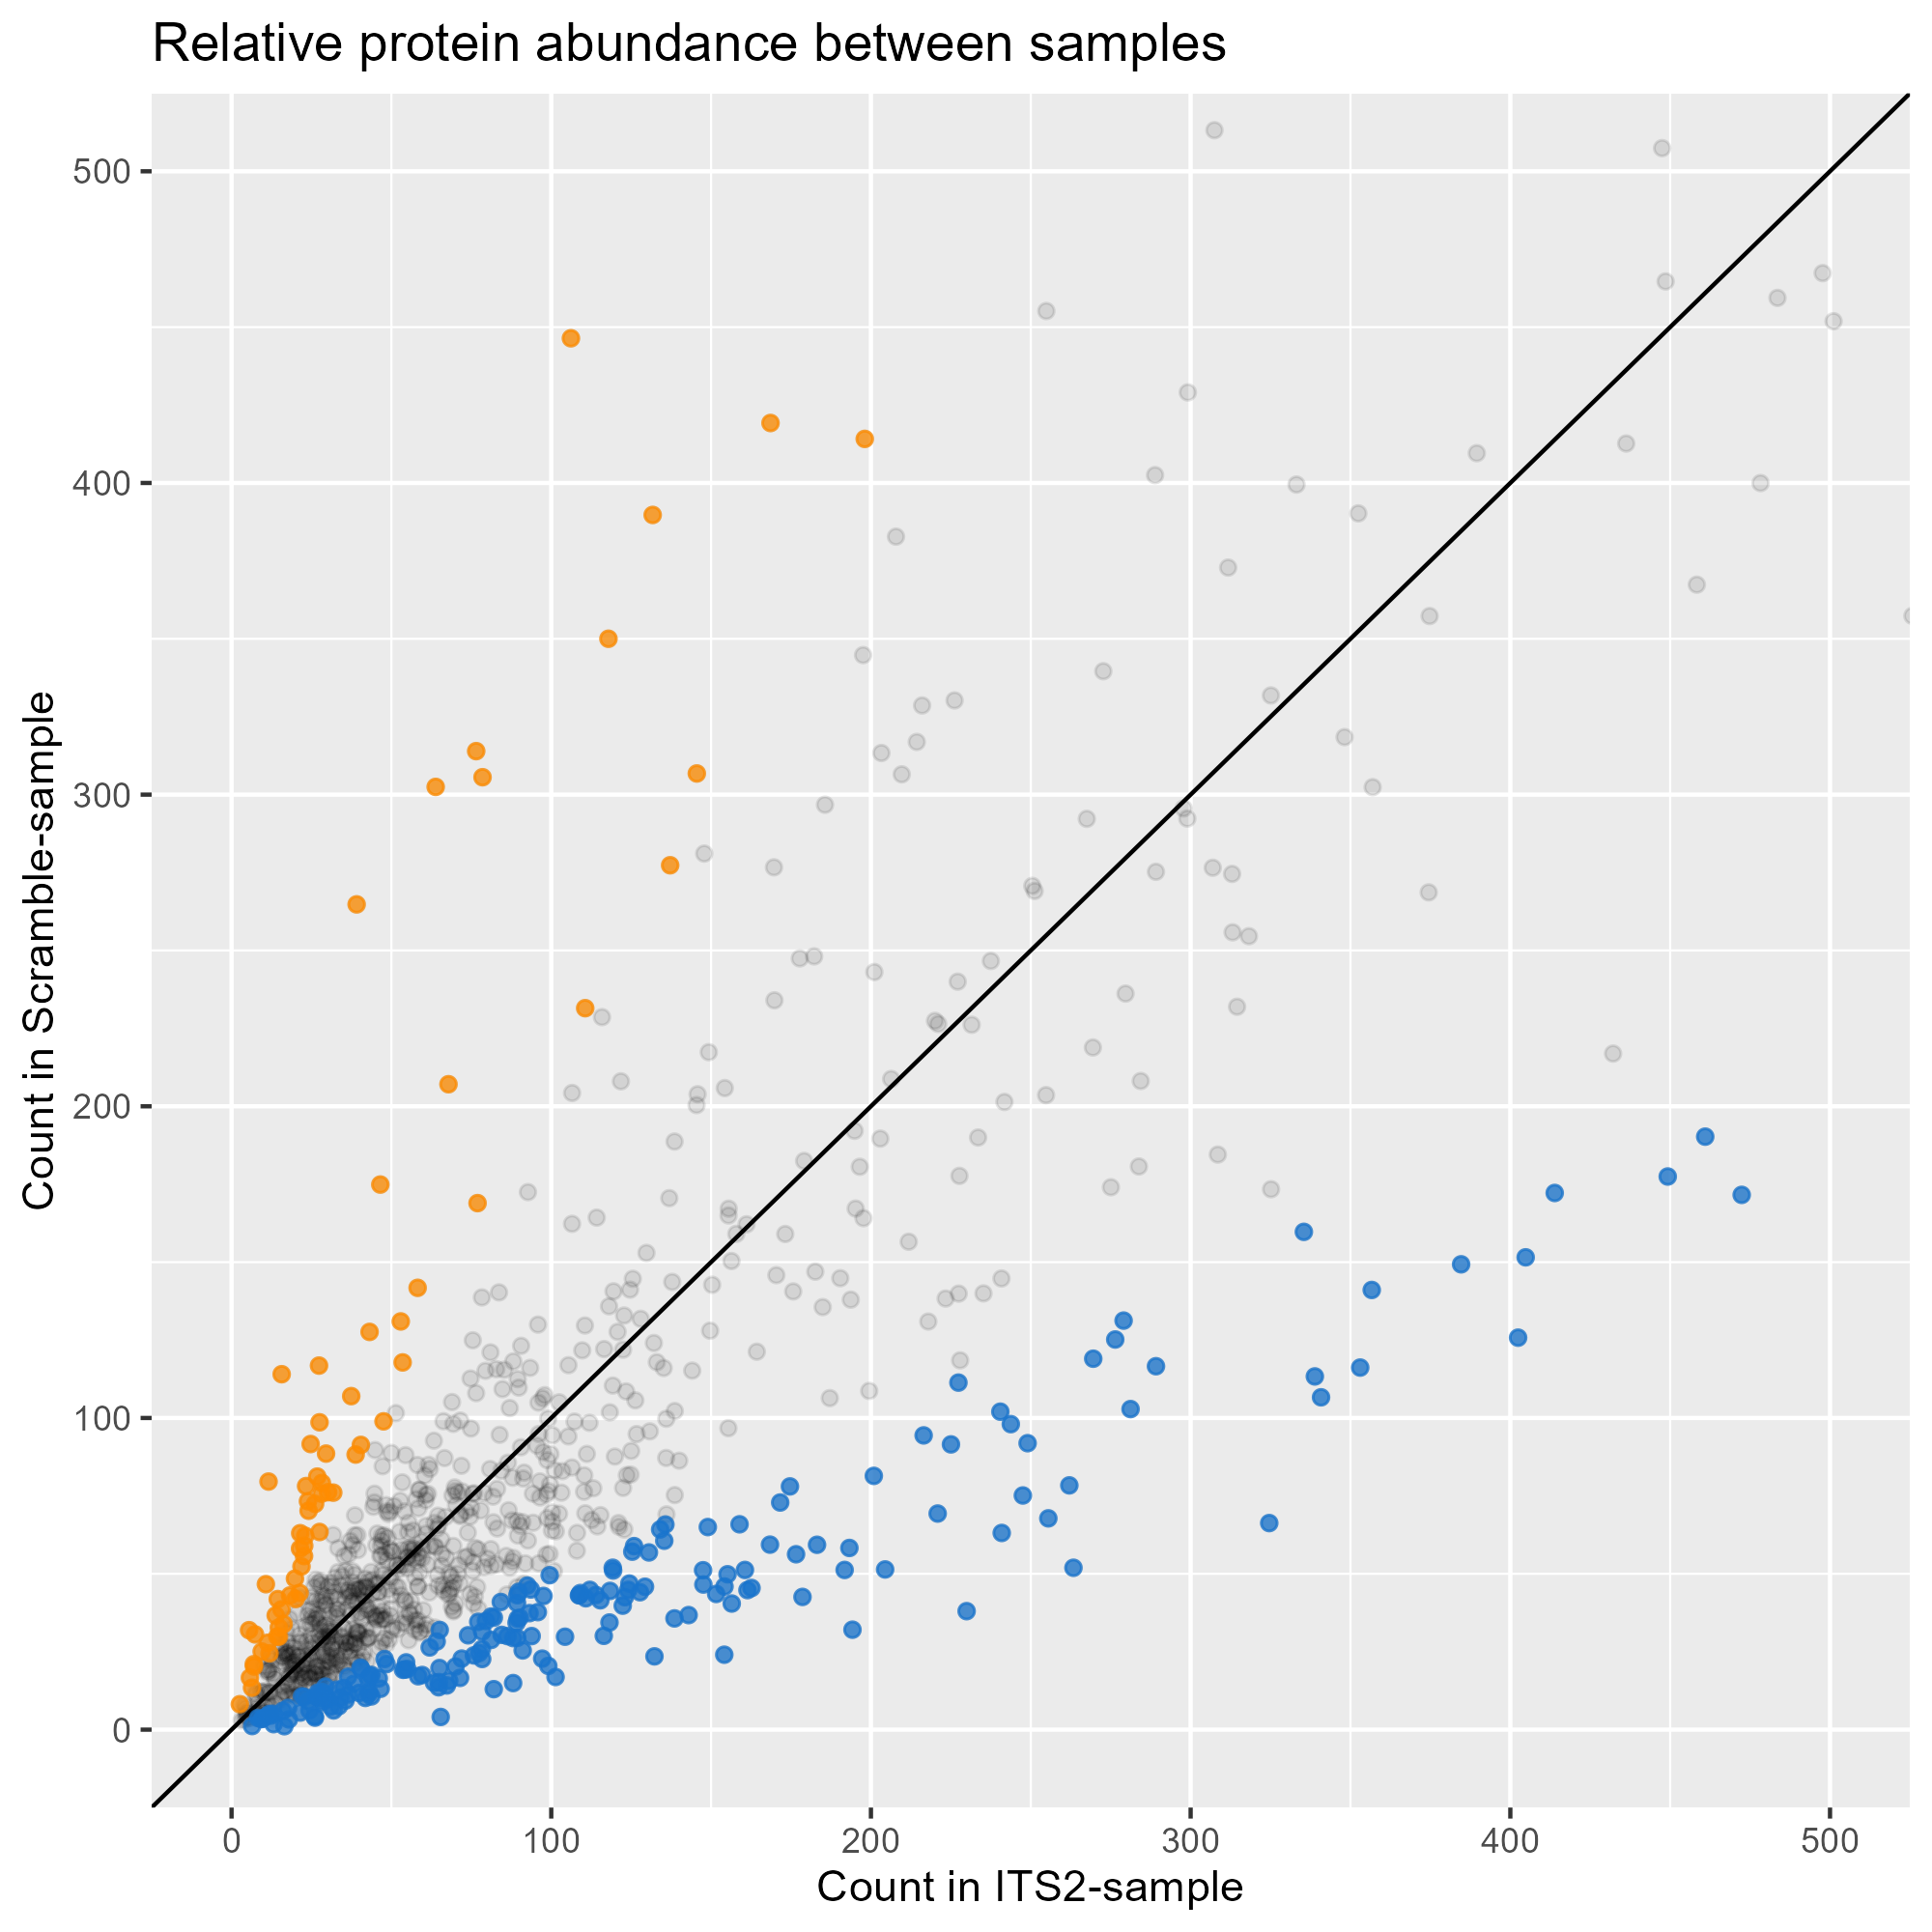 Relative protein abundance between samples
500
400
300
200
100
0
Count in Scramble-sample
0 100 200 300 400 500
Count in ITS2-sample